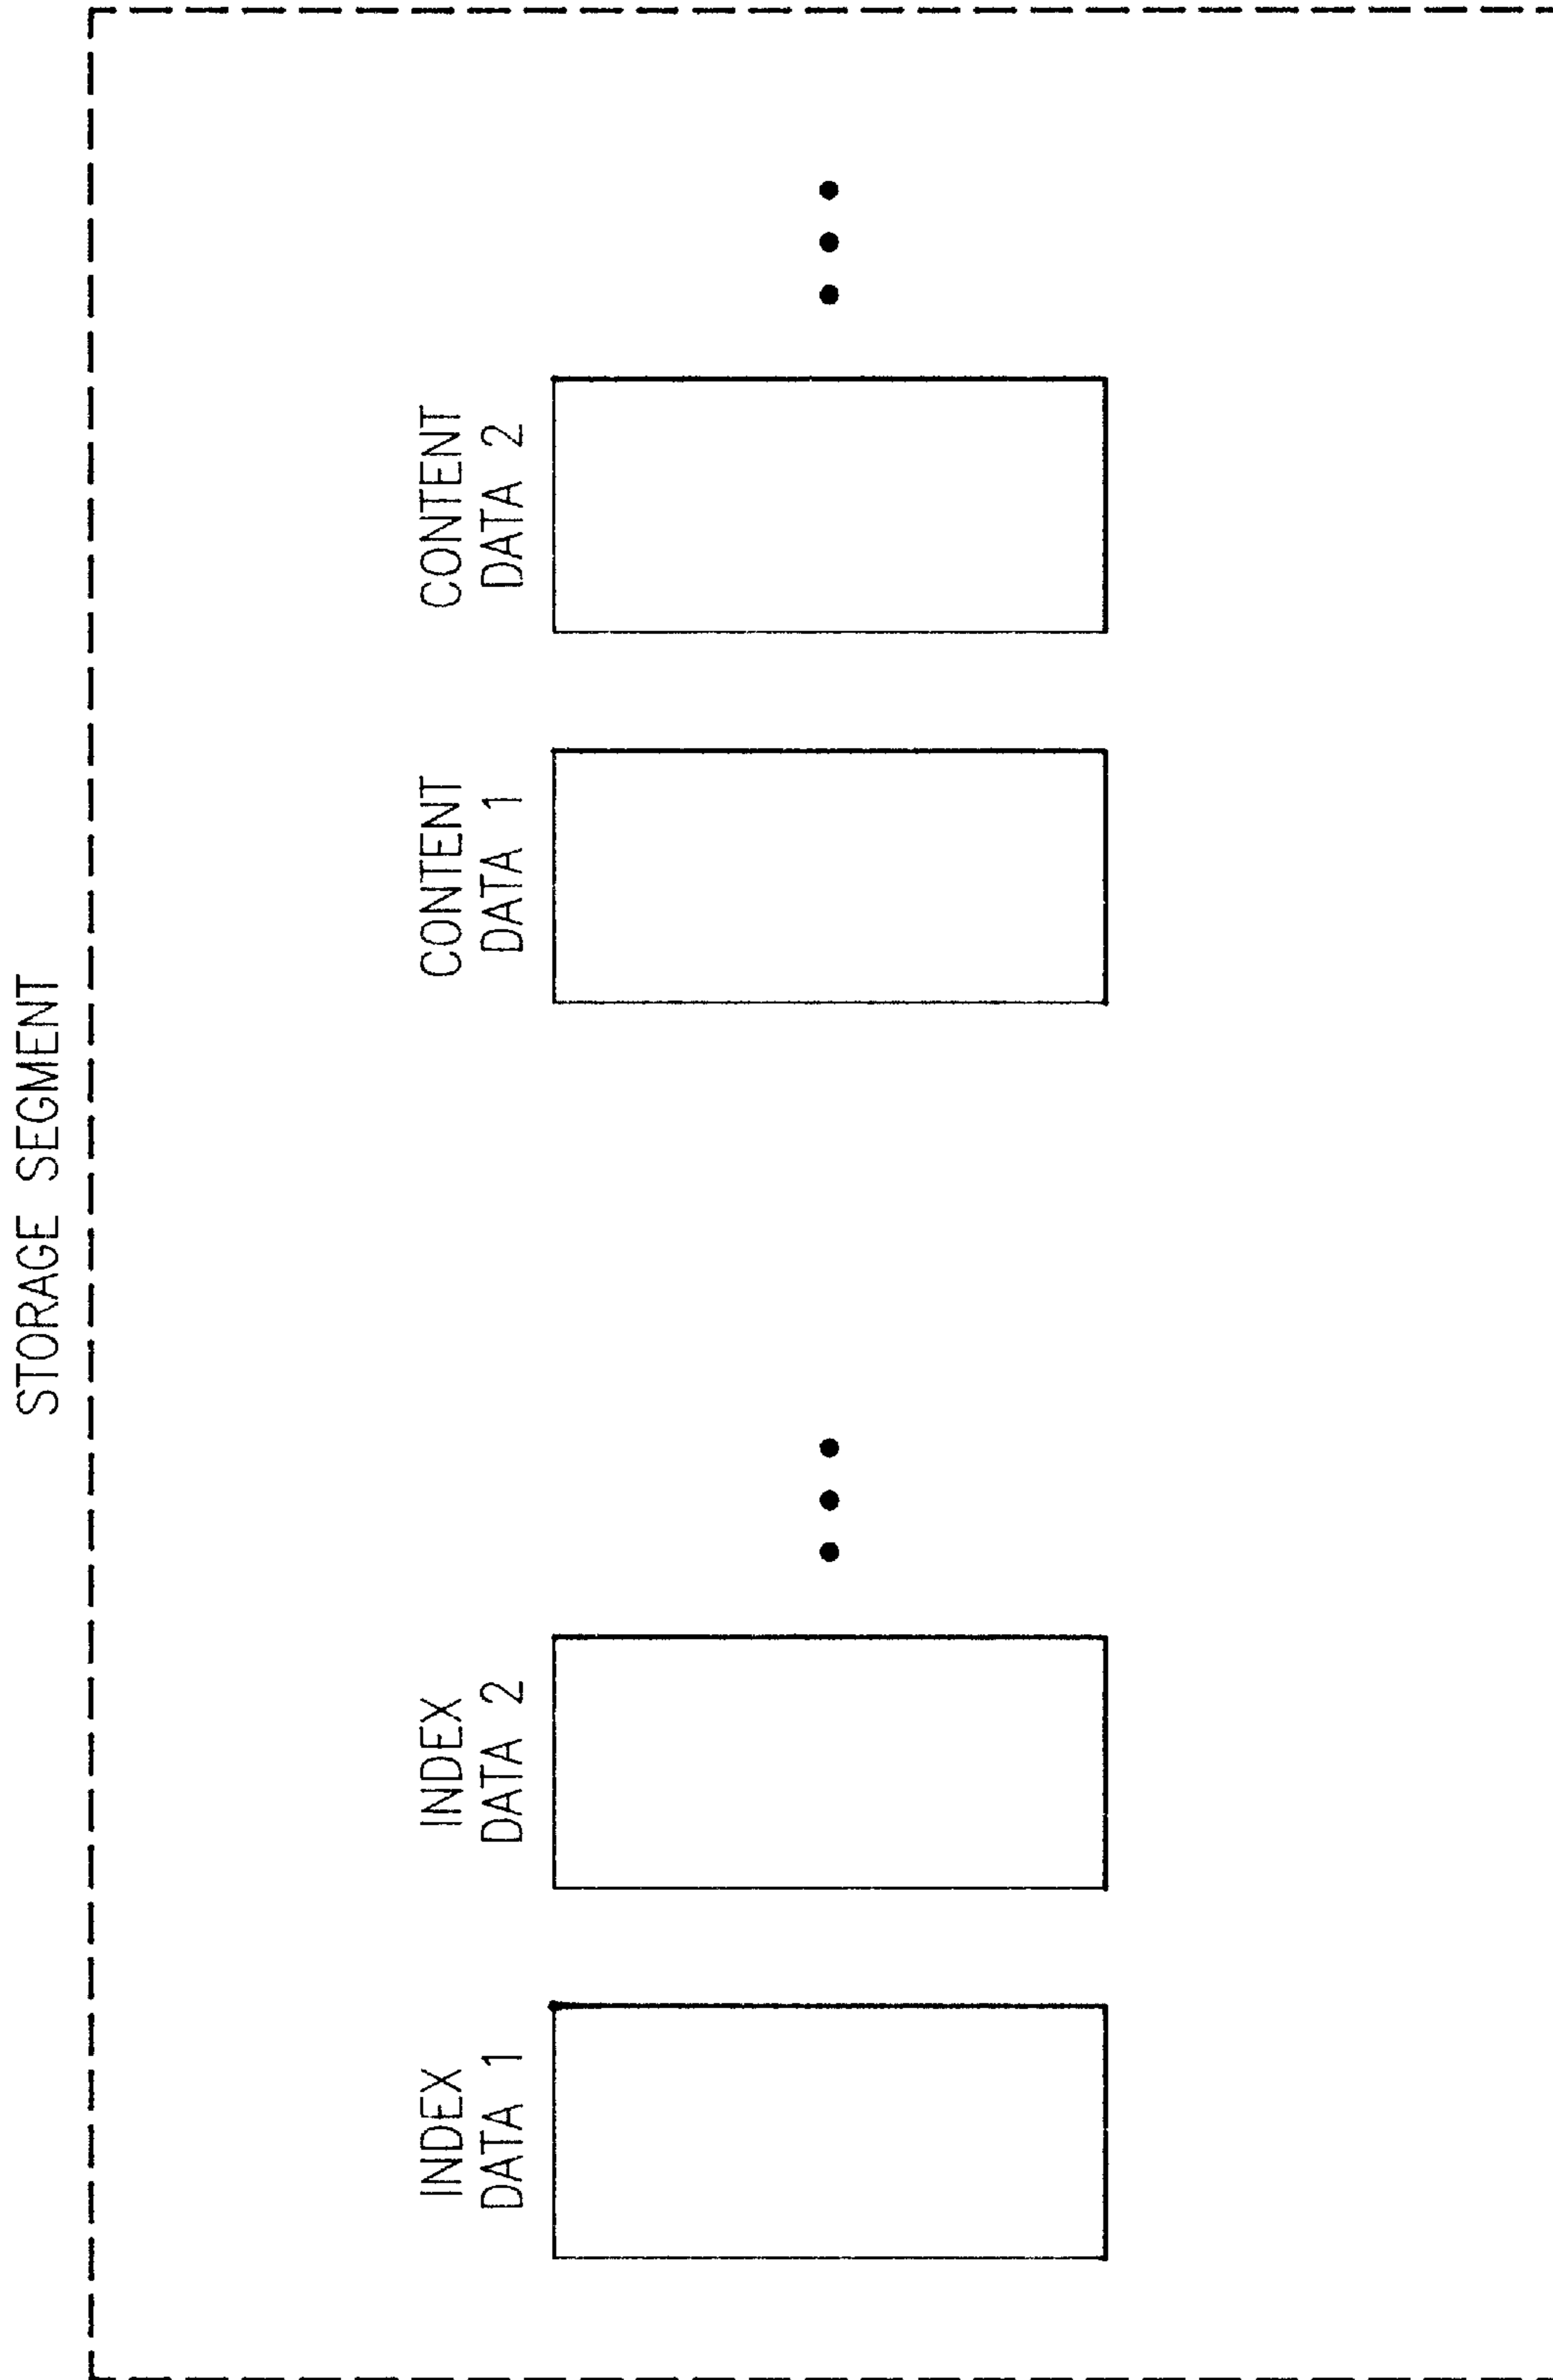 STORAGE SEGMENT
INDEX
DATA 1
INDEX
DATA 2
CONTENT
DATA 1
CONTENT
DATA 2